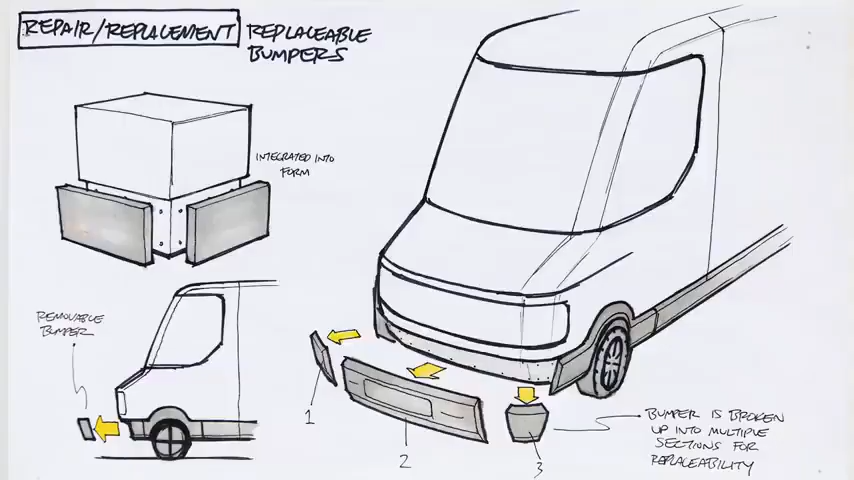 REPAIR/REPLACEMENT
REPLACEABLE
BUMPERS
INTEGRATED INTO
FORM
REMOVABLE
BUMPER
1
2
3
BUMPER IS BROKEN
UP INTO MULTIPLE
SECTIONS FOR
REPLACEABILITY